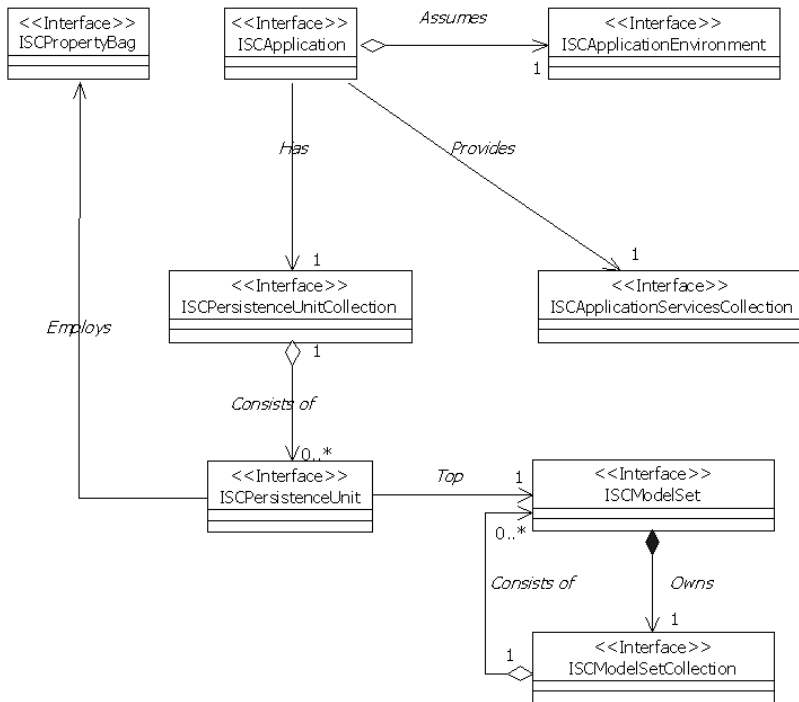 <<Interface>>
ISCPropertyBag
<<Interface>>
ISCApplication
Assumes
1
<<Interface>>
ISCApplicationEnvironment
Has
Provides
1
1
<<Interface>>
ISCPersistenceUnitCollection
<<Interface>>
ISCApplicationServicesCollection
Employs
1
Consists of
0..*
<<Interface>>
ISCPersistenceUnit
Top
1
<<Interface>>
ISCModelSet
0..*
Consists of
Owns
1
1
<<Interface>>
ISCModelSetCollection